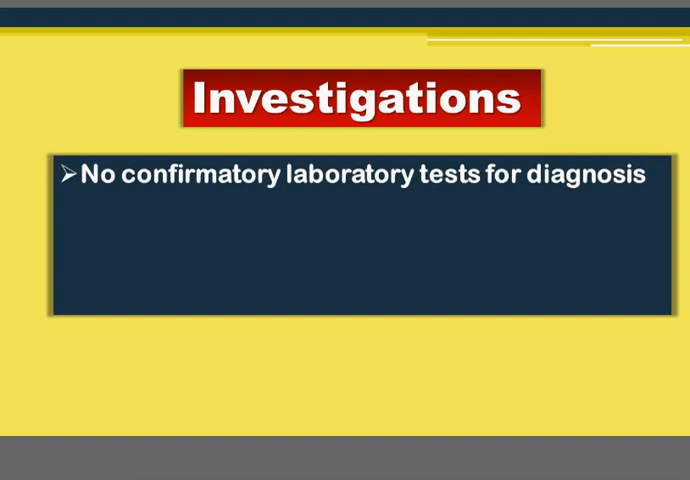 Investigations
➢No confirmatory laboratory tests for diagnosis